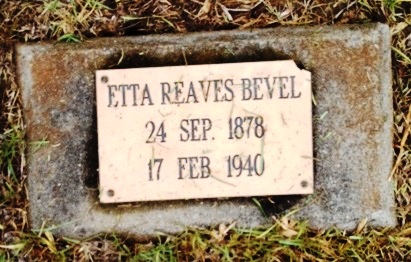 ETTA REAVES BEVEL
24 SEP. 1878
17 FEB 1940